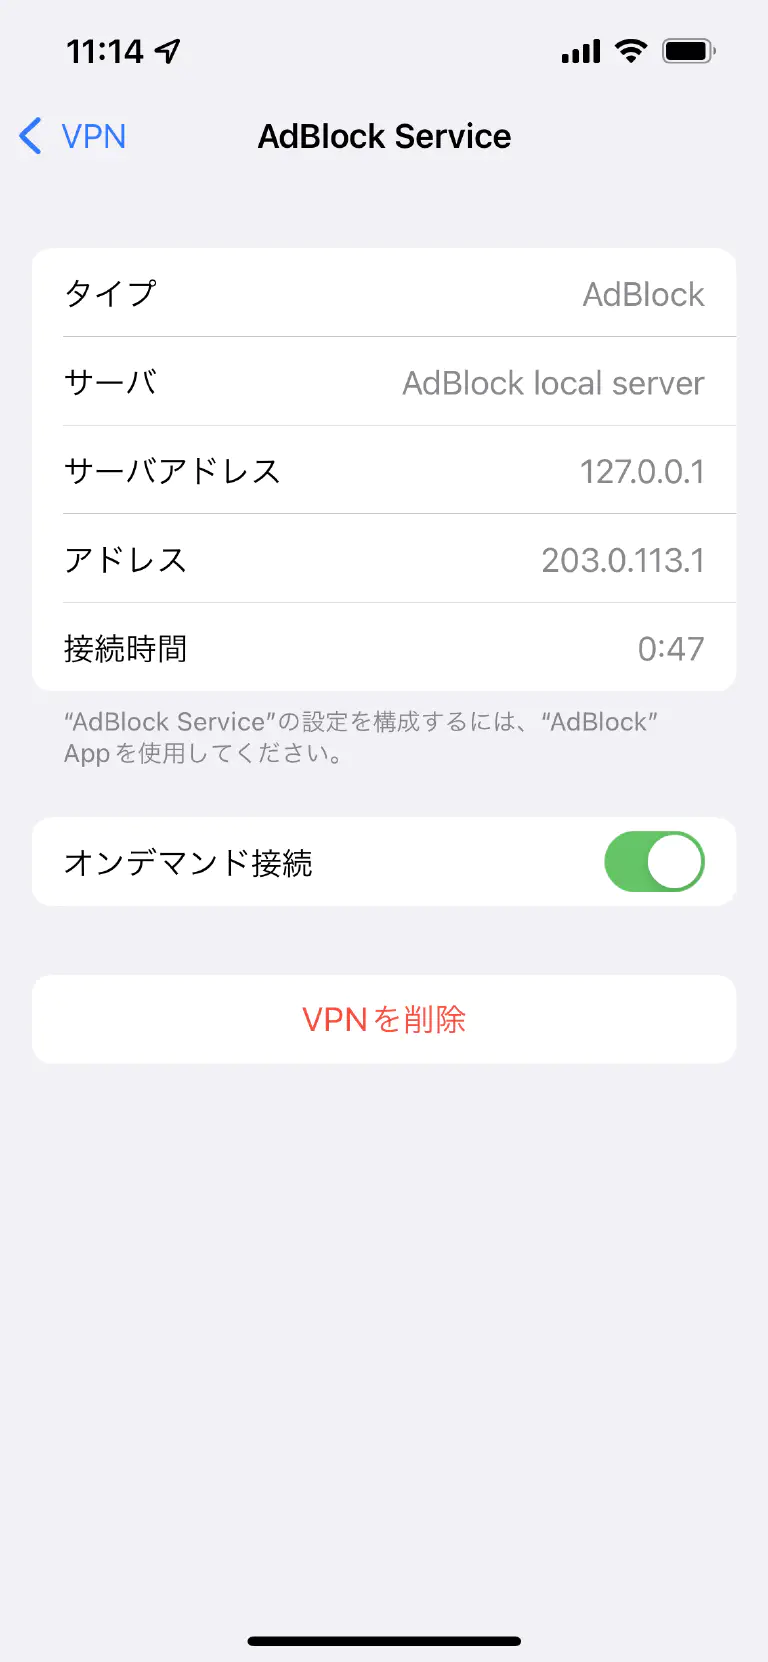 11:14
VPN
AdBlock Service
タイプ AdBlock
サーバ AdBlock local server
サーバアドレス 127.0.0.1
アドレス 203.0.113.1
接続時間 0:47
“AdBlock Service”の設定を構成するには、“AdBlock”
Appを使用してください。
オンデマンド接続
VPNを削除